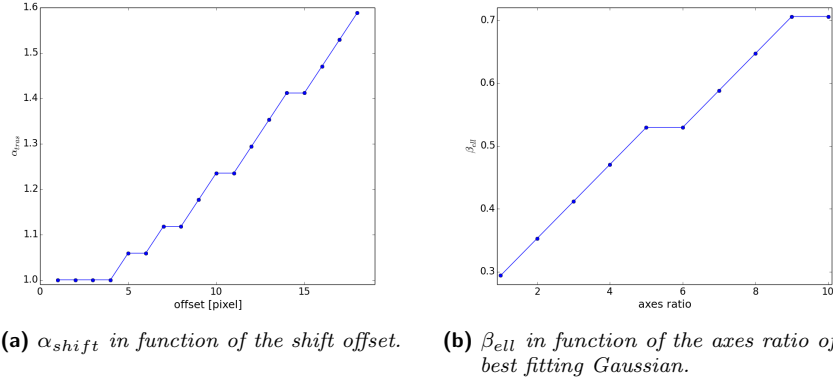 1.6
1.5
1.4
1.3
1.2
1.1
1.0
α_tras
0 5 10 15
offset [pixel]
0.7
0.6
0.5
0.4
0.3
β_ell
2 4 6 8 10
axes ratio
(a) α_shift in function of the shift offset.
(b) β_ell in function of the axes ratio of
best fitting Gaussian.